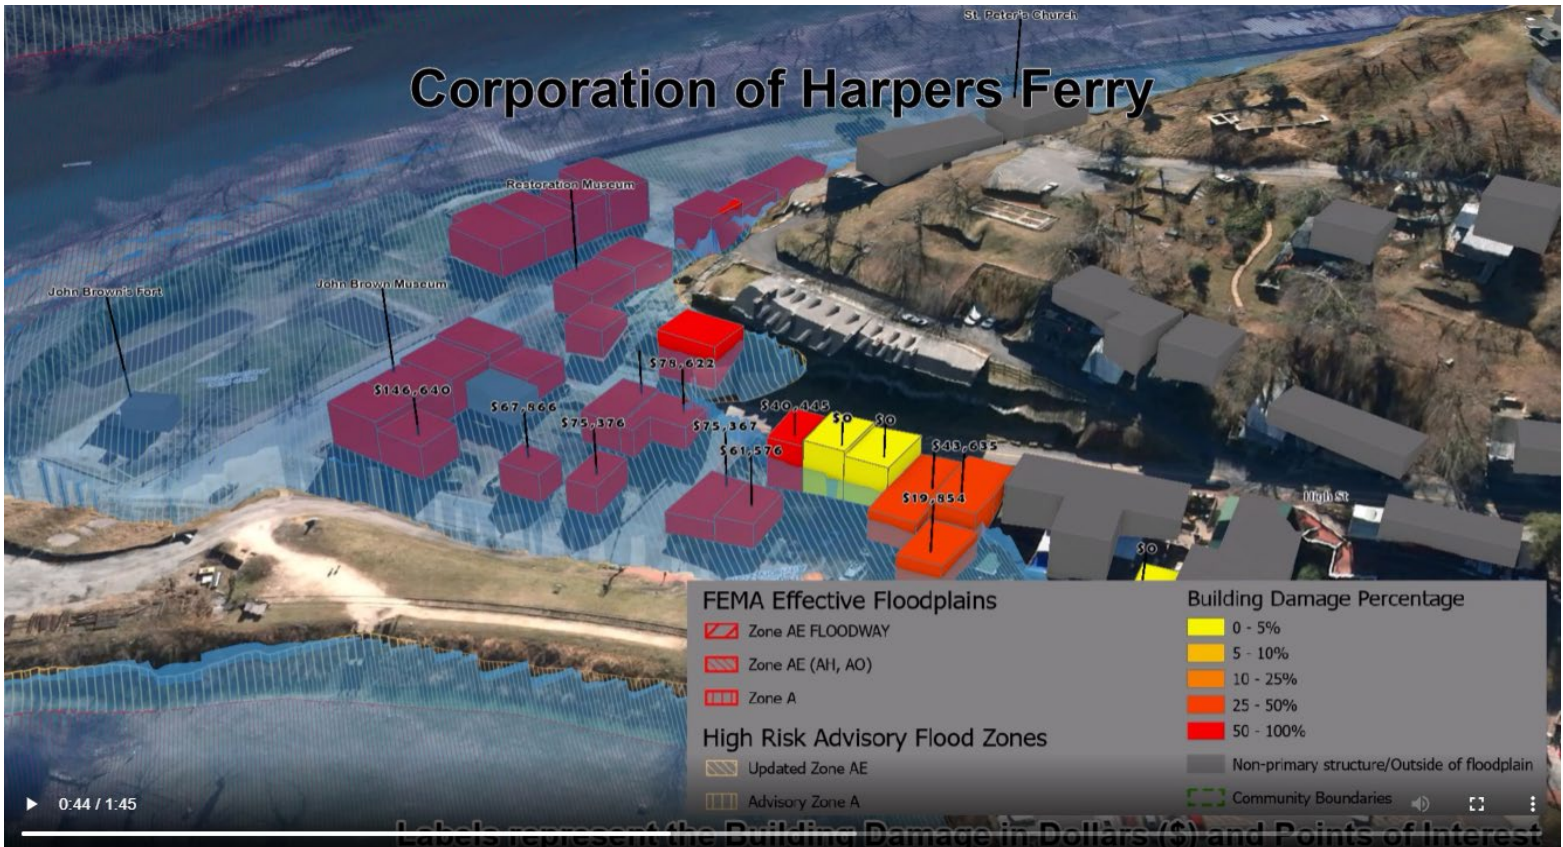 St. Peter's Church
Corporation of Harpers Ferry
Restoration Museum
John Brown's Fort
John Brown Museum
$78,622
$146,640
$67,866
$75,376
$75,367
$40,445
$0
$0
$61,576
$43,635
$19,854
High St
$0
FEMA Effective Floodplains
Zone AE FLOODWAY
Zone AE (AH, AO)
Zone A
High Risk Advisory Flood Zones
Updated Zone AE
Advisory Zone A
Building Damage Percentage
0 - 5%
5 - 10%
10 - 25%
25 - 50%
50 - 100%
Non-primary structure/Outside of floodplain
Community Boundaries
0:44 / 1:45
Labels represent the Building Damage in Dollars ($) and Points of Interest